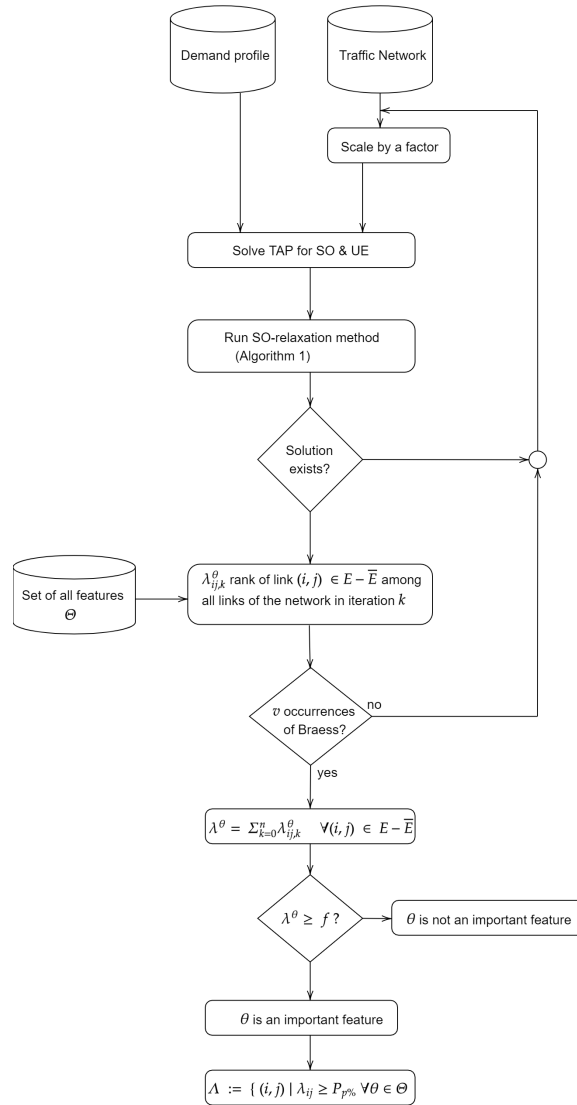 Demand profile
Traffic Network
Scale by a factor
Solve TAP for SO & UE
Run SO-relaxation method
(Algorithm 1)
Solution
exists?
Set of all features
Θ
λ^θ_{ij,k} rank of link (i, j) ∈ E − E̅ among
all links of the network in iteration k
v occurrences
of Braess?
no
yes
λ^θ = Σ^n_{k=0} λ^θ_{ij,k} ∀(i, j) ∈ E − E̅
λ^θ ≥ f ?
θ is not an important feature
θ is an important feature
Λ := { (i, j) | λ_{ij} ≥ P_{p%} ∀θ ∈ Θ